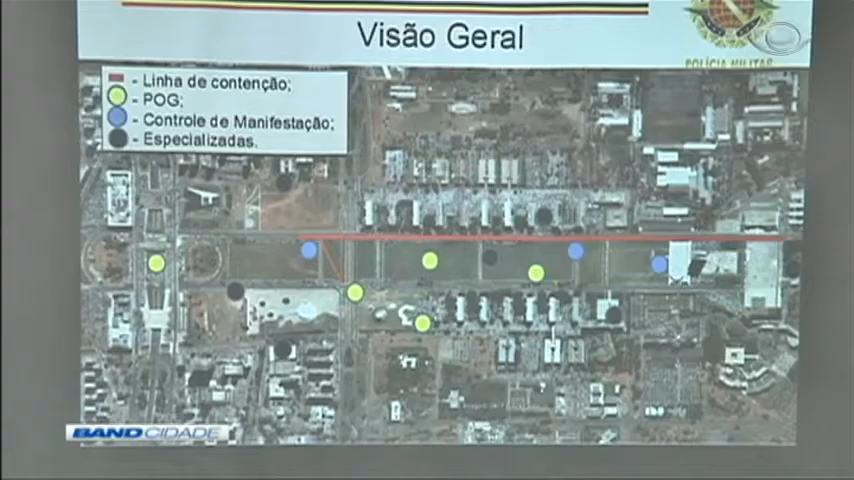 Visão Geral
POLÍCIA MILITAR
- Linha de contenção;
- POG;
- Controle de Manifestação;
- Especializadas.
BAND CIDADE